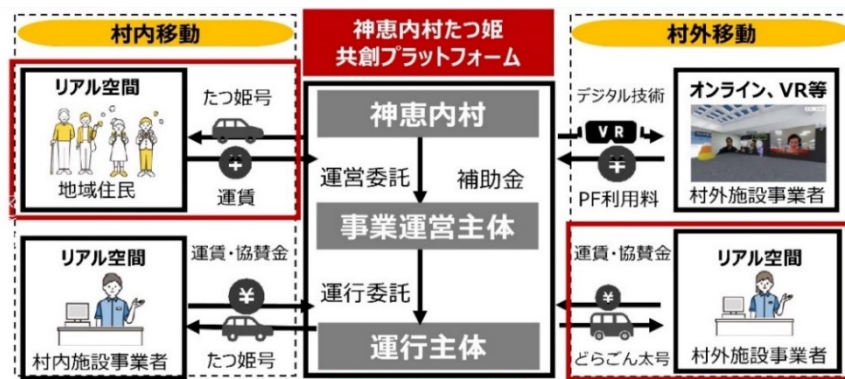 村内移動
リアル空間
地域住民
たつ姫号
¥
運賃
リアル空間
村内施設事業者
運賃・協賛金
¥
たつ姫号
神恵内村たつ姫
共創プラットフォーム
神恵内村
運営委託
補助金
事業運営主体
運行委託
運行主体
村外移動
デジタル技術
VR
¥
PF利用料
オンライン、VR等
村外施設事業者
運賃・協賛金
¥
どらごん太号
リアル空間
村外施設事業者